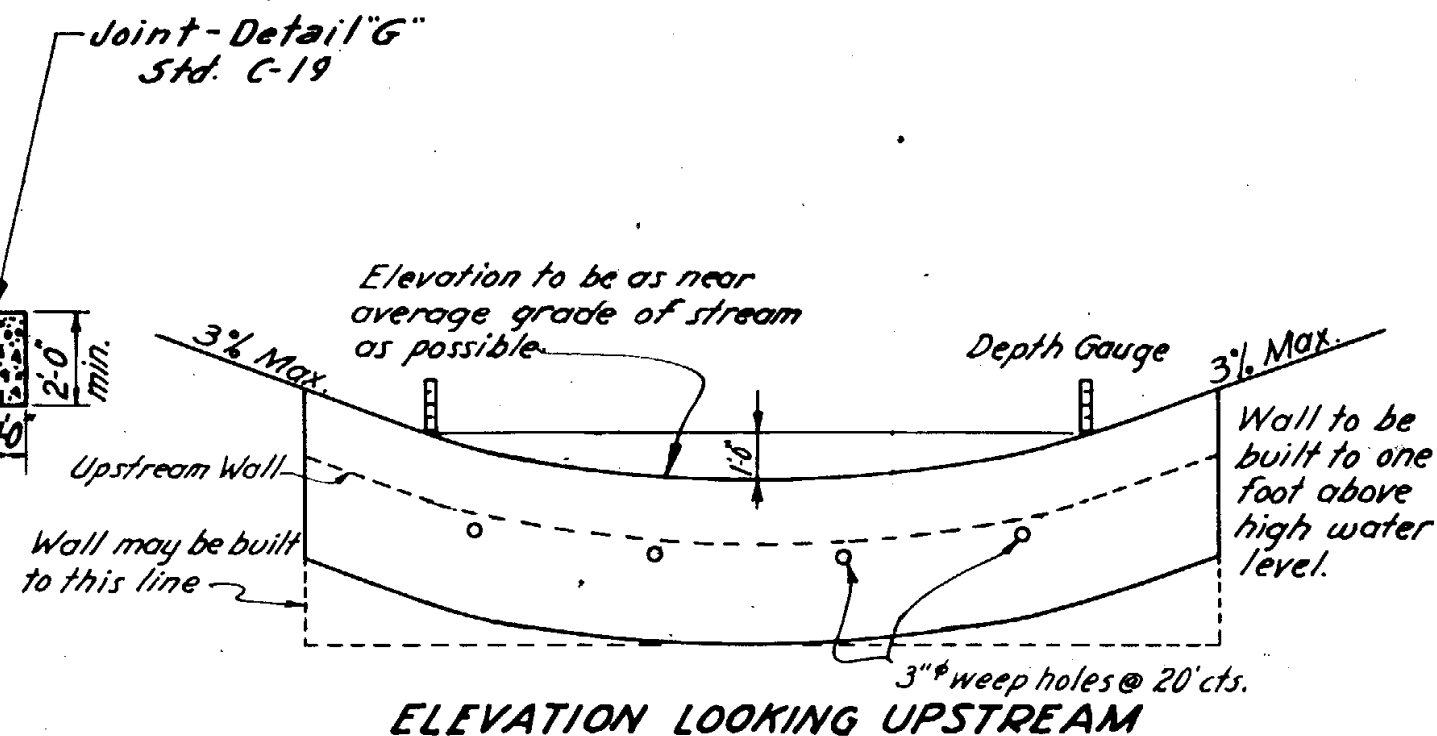 Joint-Detail "G"
Std. C-19
2'-0"
min.
'0"
Elevation to be as near
average grade of stream
as possible.
3% Max.
Depth Gauge
3% Max.
1'-0"
Upstream Wall
Wall to be
built to one
foot above
high water
level.
Wall may be built
to this line
3"⌀ weep holes @ 20' cts.
ELEVATION LOOKING UPSTREAM